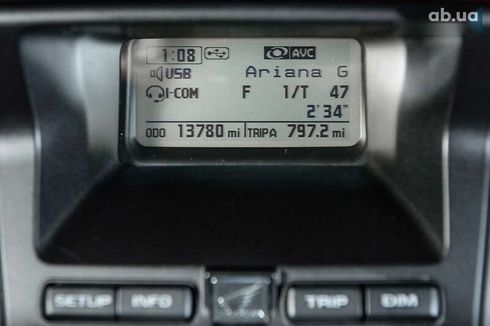 ab.ua
1:08 AVC
USB Ariana G
I-COM F 1/T 47
2'34"
ODO 13780 mi TRIPA 797.2 mi
SETUP INFO TRIP DIM